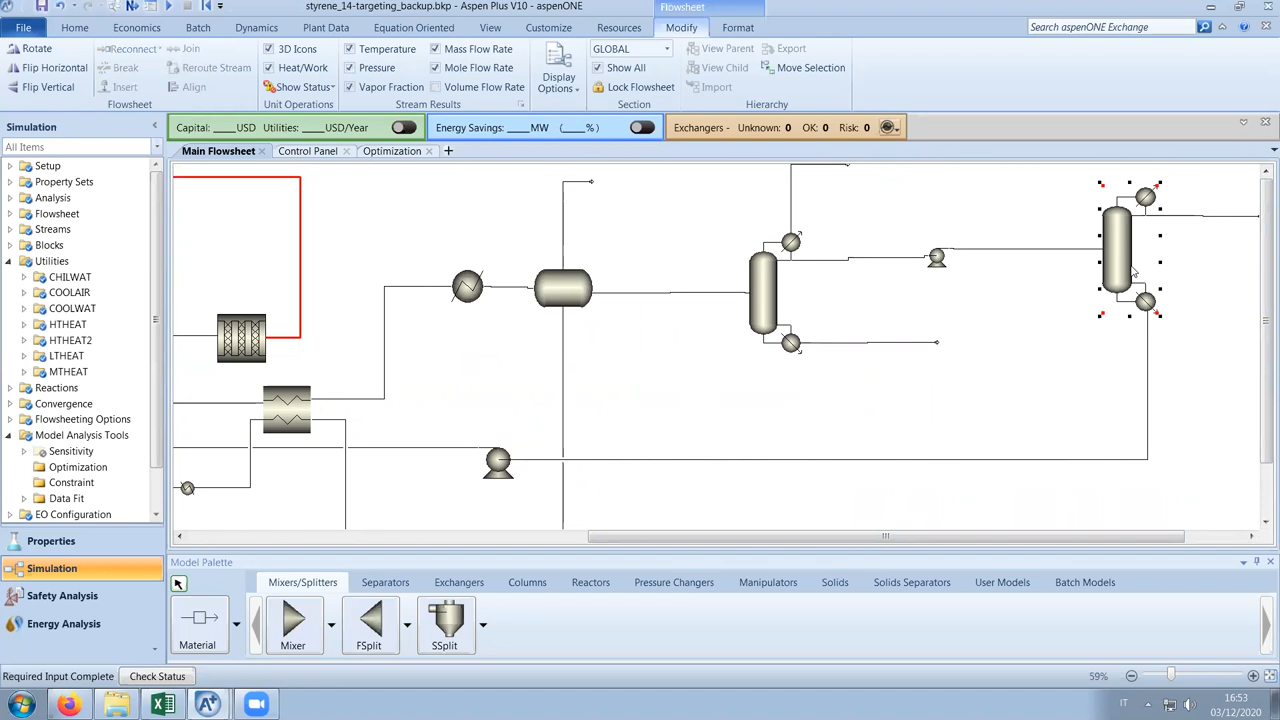 styrene_14-targeting_backup.bkp - Aspen Plus V10 - aspenONE
Flowsheet
File Home Economics Batch Dynamics Plant Data Equation Oriented View Customize Resources Modify Format
Search aspenONE Exchange
Rotate
Flip Horizontal
Flip Vertical
Reconnect Join
Break Reroute Stream
Insert Align
Flowsheet
3D Icons
Heat/Work
Show Status
Unit Operations
Temperature Mass Flow Rate
Pressure Mole Flow Rate
Vapor Fraction Volume Flow Rate
Stream Results
Display
Options
GLOBAL
Show All
Lock Flowsheet
Section
View Parent Export
View Child Move Selection
Import
Hierarchy
Simulation
All Items
Capital: ____USD Utilities: ____USD/Year
Energy Savings: ____MW (____%)
Exchangers - Unknown: 0 OK: 0 Risk: 0
Main Flowsheet Control Panel Optimization
Setup
Property Sets
Analysis
Flowsheet
Streams
Blocks
Utilities
CHILWAT
COOLAIR
COOLWAT
HTHEAT
HTHEAT2
LTHEAT
MTHEAT
Reactions
Convergence
Flowsheeting Options
Model Analysis Tools
Sensitivity
Optimization
Constraint
Data Fit
EO Configuration
Properties
Simulation
Safety Analysis
Energy Analysis
Model Palette
Mixers/Splitters Separators Exchangers Columns Reactors Pressure Changers Manipulators Solids Solids Separators User Models Batch Models
Material Mixer FSplit SSplit
Required Input Complete Check Status
59%
IT
16:53
03/12/2020